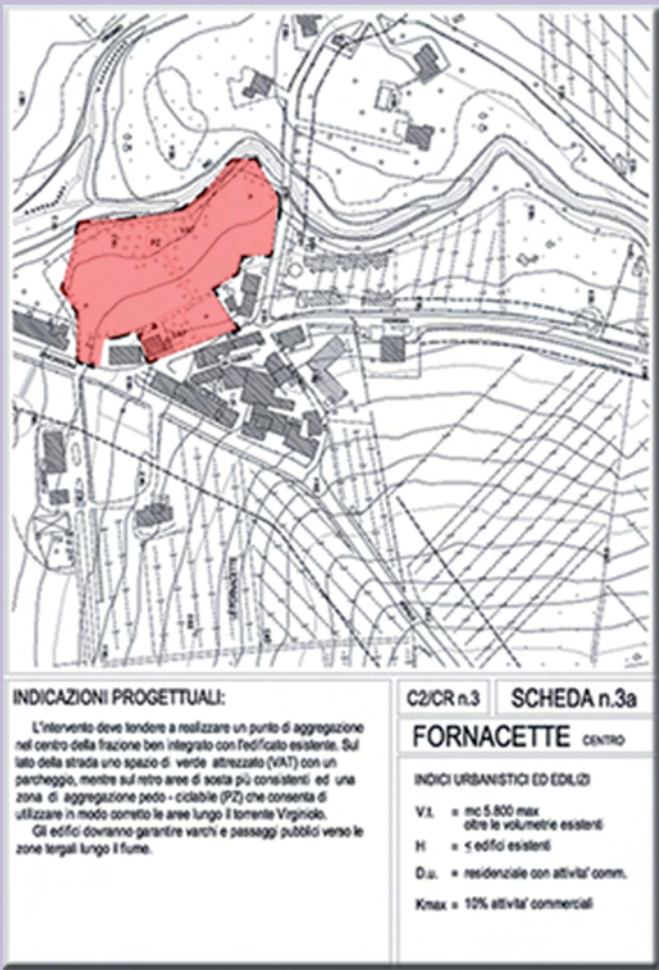 PZ
VAT
FORNACETTE
INDICAZIONI PROGETTUALI:
L'intervento deve tendere a realizzare un punto di aggregazione
nel centro della frazione ben integrato con l'edificato esistente. Sul
lato della strada uno spazio di verde attrezzato (VAT) con un
parcheggio, mentre sul retro aree di sosta più consistenti ed una
zona di aggregazione pedo - ciclabile (PZ) che consenta di
utilizzare in modo corretto le aree lungo il torrente Virginiolo.
Gli edifici dovranno garantire varchi e passaggi pubblici verso le
zone tergali lungo il fiume.
C2/CR n.3
SCHEDA n.3a
FORNACETTE CENTRO
INDICI URBANISTICI ED EDILIZI
V.t. = mc 5.800 max
oltre le volumetrie esistenti
H = ≤ edifici esistenti
D.u. = residenziale con attivita' comm.
Kmax = 10% attivita' commerciali